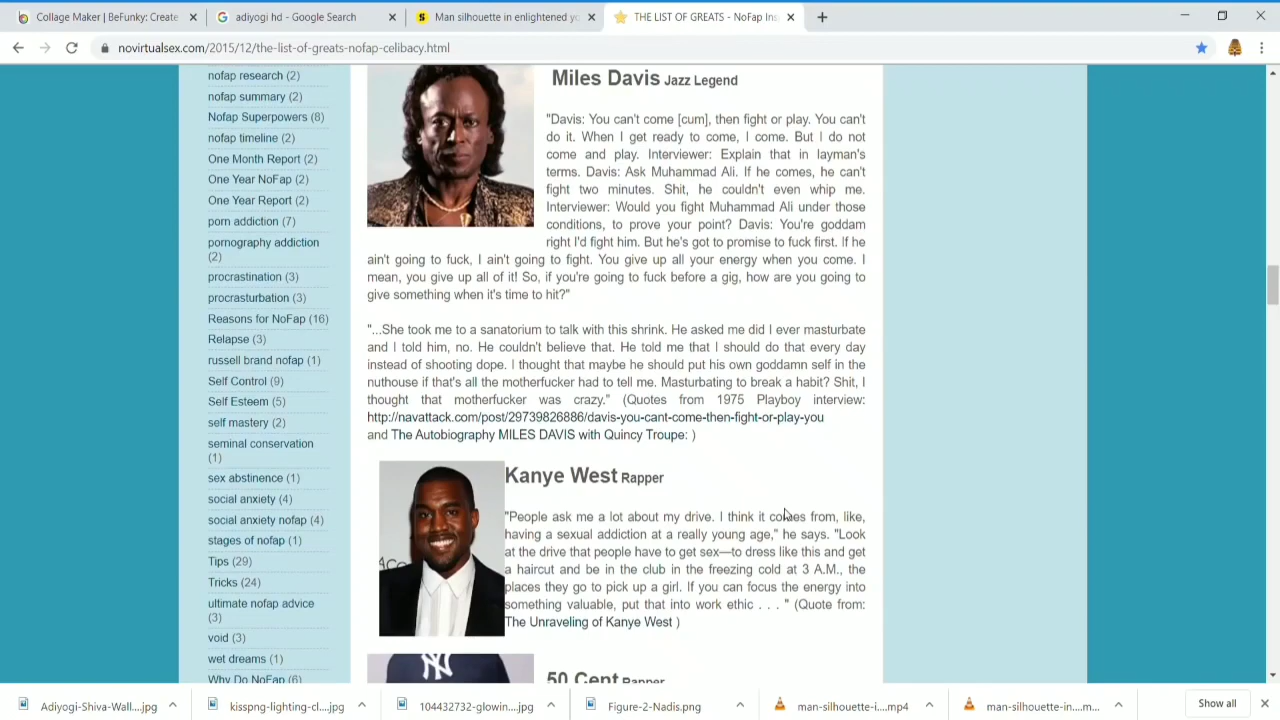 Collage Maker | BeFunky: Create
adiyogi hd - Google Search
Man silhouette in enlightened yo
THE LIST OF GREATS - NoFap Ins
novirtualsex.com/2015/12/the-list-of-greats-nofap-celibacy.html
nofap research (2)
nofap summary (2)
Nofap Superpowers (8)
nofap timeline (2)
One Month Report (2)
One Year NoFap (2)
One Year Report (2)
porn addiction (7)
pornography addiction
(2)
procrastination (3)
procrasturbation (3)
Reasons for NoFap (16)
Relapse (3)
russell brand nofap (1)
Self Control (9)
Self Esteem (5)
self mastery (2)
seminal conservation
(1)
sex abstinence (1)
social anxiety (4)
social anxiety nofap (4)
stages of nofap (1)
Tips (29)
Tricks (24)
ultimate nofap advice
(3)
void (3)
wet dreams (1)
Why Do NoFap (6)
Miles Davis Jazz Legend
"Davis: You can't come [cum], then fight or play. You can't
do it. When I get ready to come, I come. But I do not
come and play. Interviewer: Explain that in layman's
terms. Davis: Ask Muhammad Ali. If he comes, he can't
fight two minutes. Shit, he couldn't even whip me.
Interviewer: Would you fight Muhammad Ali under those
conditions, to prove your point? Davis: You're goddam
right I'd fight him. But he's got to promise to fuck first. If he
ain't going to fuck, I ain't going to fight. You give up all your energy when you come. I
mean, you give up all of it! So, if you're going to fuck before a gig, how are you going to
give something when it's time to hit?"
"...She took me to a sanatorium to talk with this shrink. He asked me did I ever masturbate
and I told him, no. He couldn't believe that. He told me that I should do that every day
instead of shooting dope. I thought that maybe he should put his own goddamn self in the
nuthouse if that's all the motherfucker had to tell me. Masturbating to break a habit? Shit, I
thought that motherfucker was crazy." (Quotes from 1975 Playboy interview:
http://navattack.com/post/29739826886/davis-you-cant-come-then-fight-or-play-you
and The Autobiography MILES DAVIS with Quincy Troupe: )
Kanye West Rapper
"People ask me a lot about my drive. I think it comes from, like,
having a sexual addiction at a really young age," he says. "Look
at the drive that people have to get sex—to dress like this and get
a haircut and be in the club in the freezing cold at 3 A.M., the
places they go to pick up a girl. If you can focus the energy into
something valuable, put that into work ethic . . . " (Quote from:
The Unraveling of Kanye West )
50 Cent Rapper
Adiyogi-Shiva-Wall....jpg
kisspng-lighting-cl....jpg
104432732-glowin....jpg
Figure-2-Nadis.png
man-silhouette-i....mp4
man-silhouette-in....m...
Show all